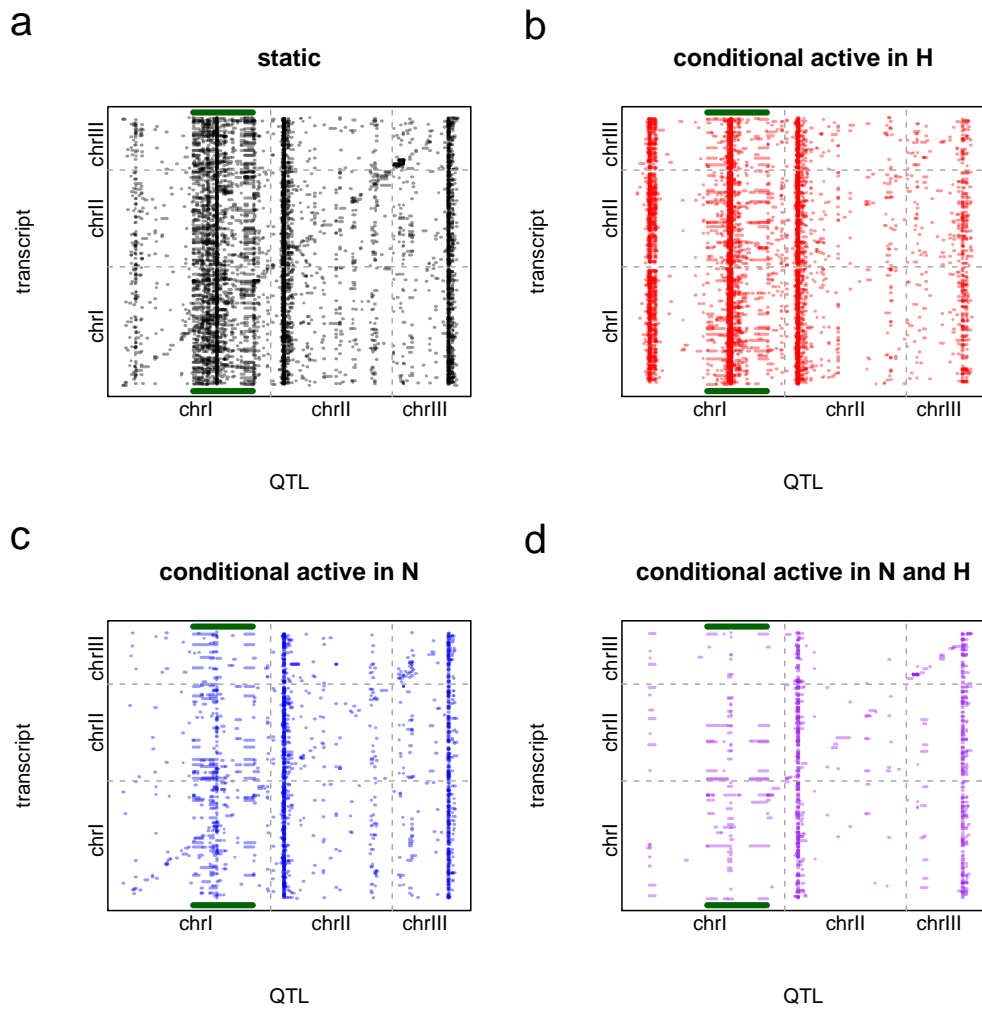 a
static
chrI
chrII
chrIII
transcript
chrI
chrII
chrIII
QTL
b
conditional active in H
chrI
chrII
chrIII
transcript
chrI
chrII
chrIII
QTL
c
conditional active in N
chrI
chrII
chrIII
transcript
chrI
chrII
chrIII
QTL
d
conditional active in N and H
chrI
chrII
chrIII
transcript
chrI
chrII
chrIII
QTL